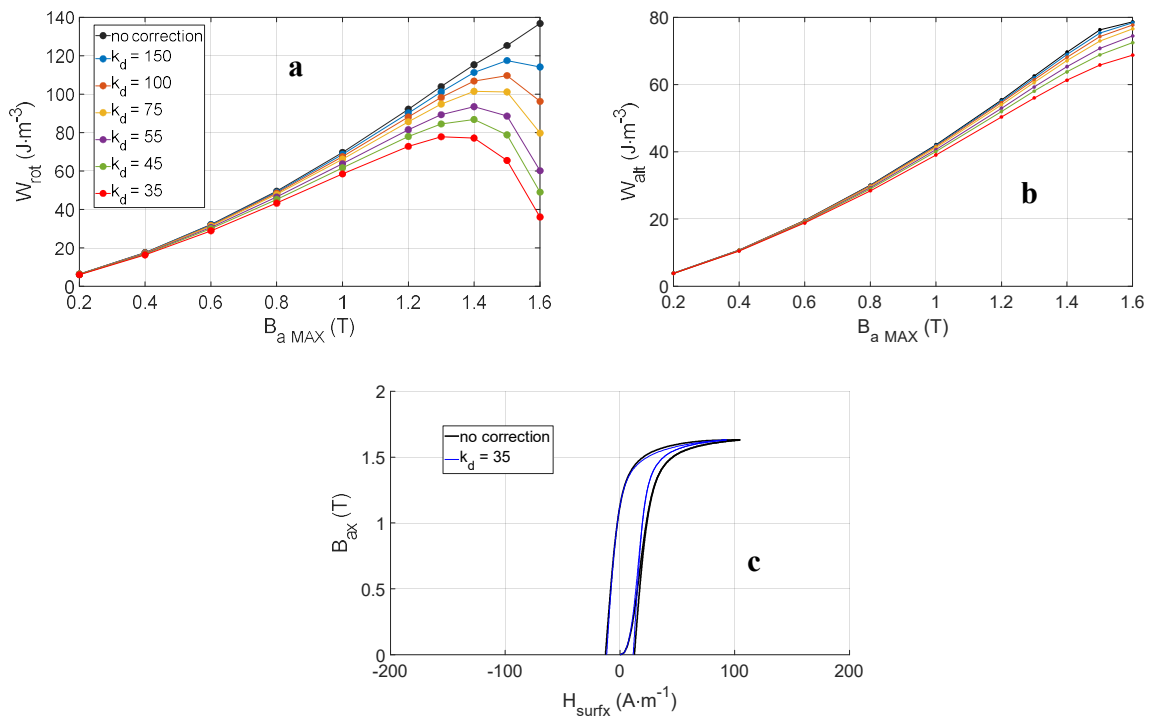 140
120
100
80
60
40
20
0
W_rot (J·m^-3)
no correction
k_d = 150
k_d = 100
k_d = 75
k_d = 55
k_d = 45
k_d = 35
a
0.2 0.4 0.6 0.8 1 1.2 1.4 1.6
B_a MAX (T)
80
60
40
20
0
W_alt (J·m^-3)
b
0.2 0.4 0.6 0.8 1 1.2 1.4 1.6
B_a MAX (T)
2
1.5
1
0.5
0
B_ax (T)
no correction
k_d = 35
c
-200 -100 0 100 200
H_surfx (A·m^-1)